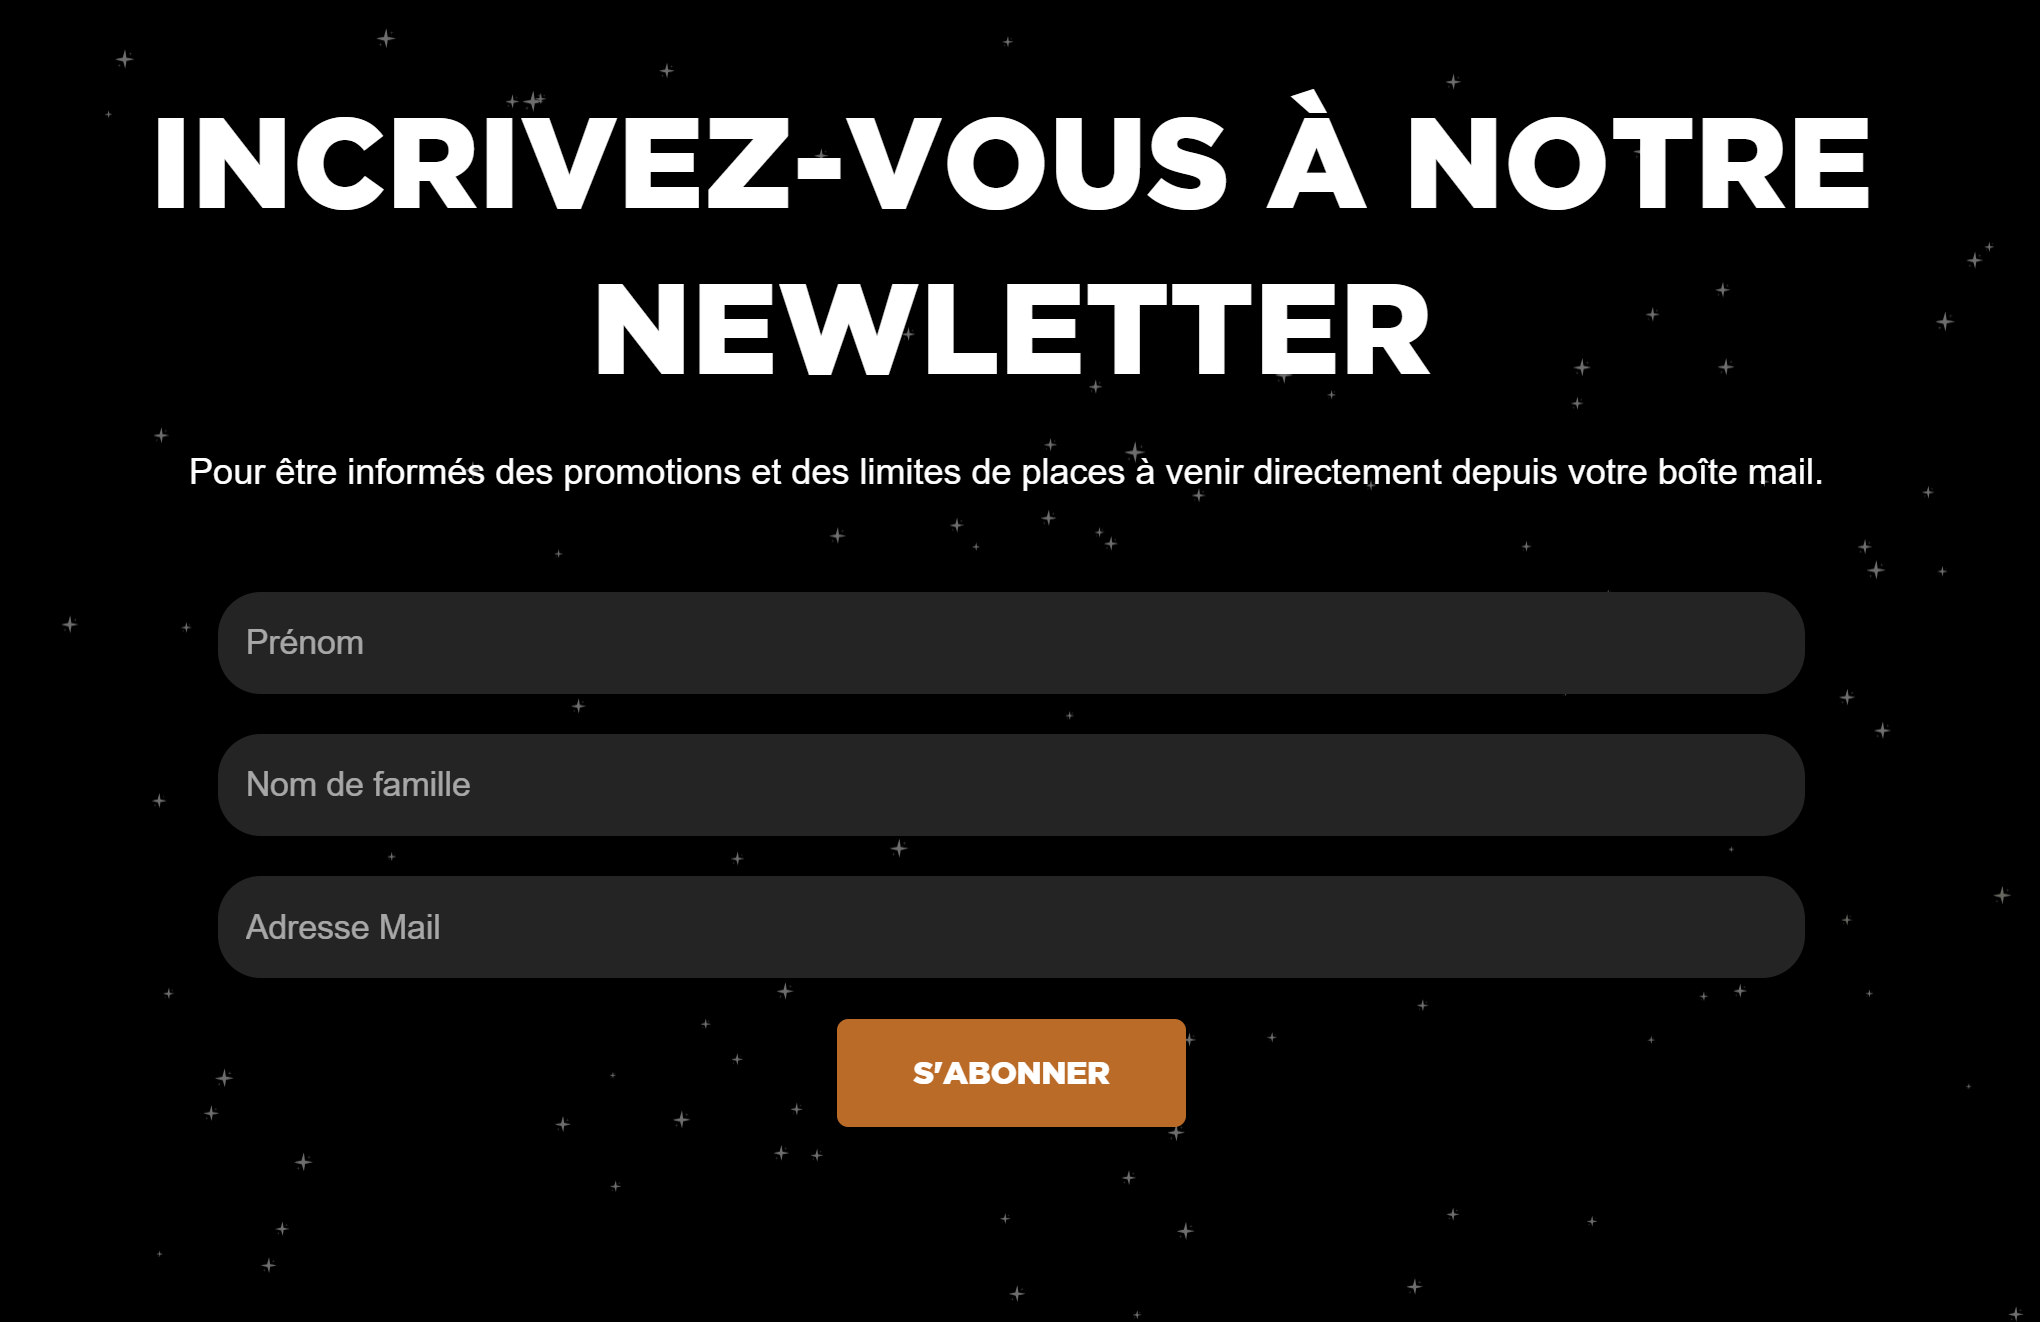 INCRIVEZ-VOUS À NOTRE
NEWLETTER
Pour être informés des promotions et des limites de places à venir directement depuis votre boîte mail.
Prénom
Nom de famille
Adresse Mail
S'ABONNER